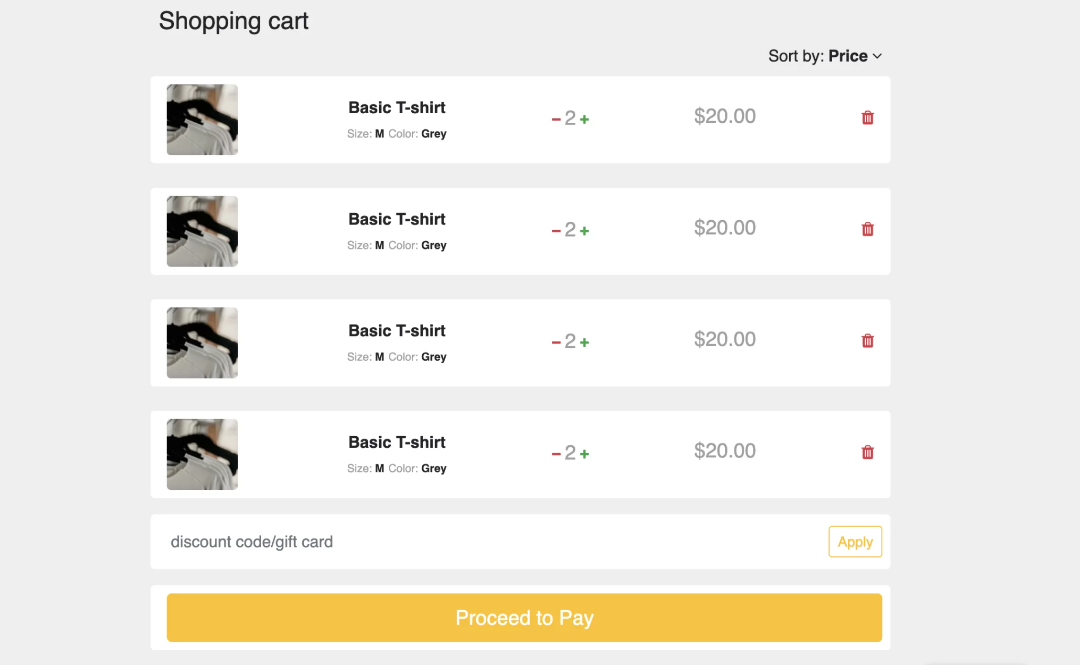 Shopping cart
Sort by: Price
Basic T-shirt
Size: M Color: Grey
2
$20.00
Basic T-shirt
Size: M Color: Grey
2
$20.00
Basic T-shirt
Size: M Color: Grey
2
$20.00
Basic T-shirt
Size: M Color: Grey
2
$20.00
discount code/gift card
Apply
Proceed to Pay